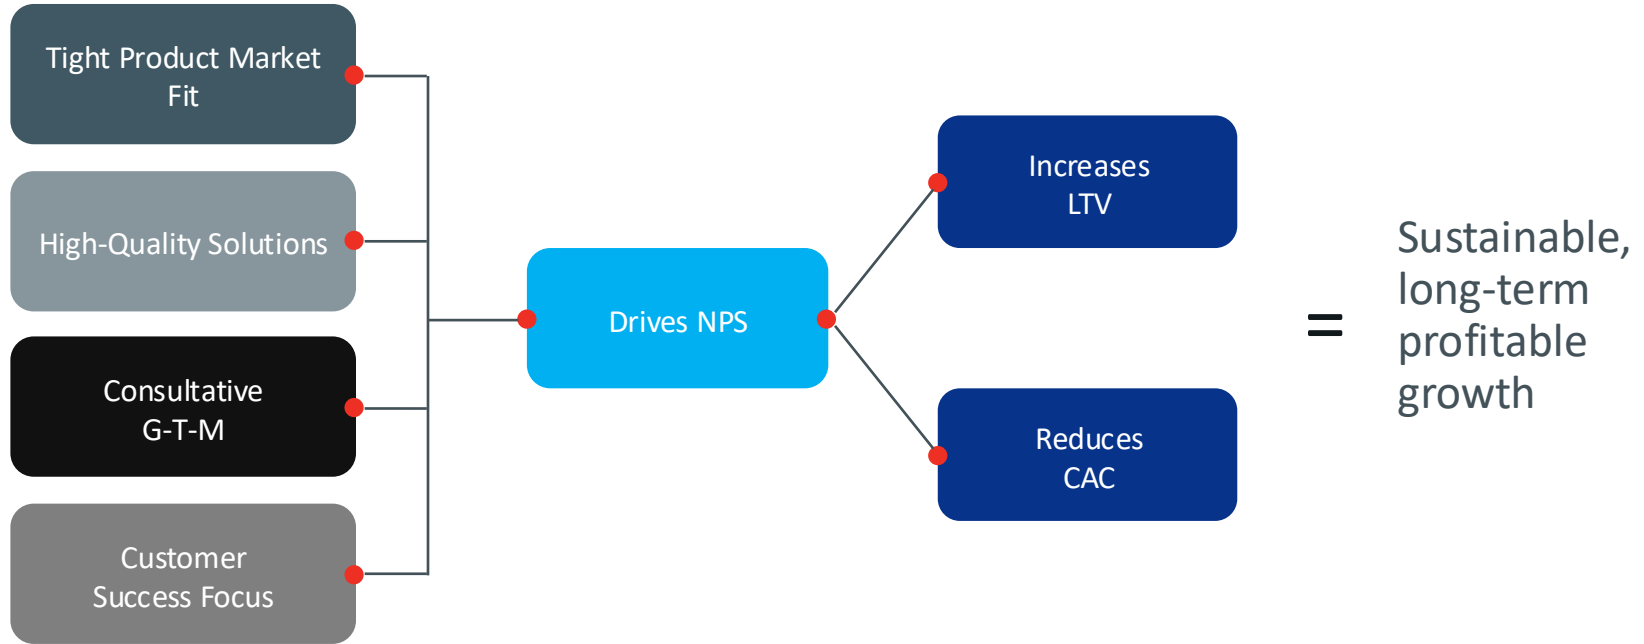 Tight Product Market
Fit
High-Quality Solutions
Consultative
G-T-M
Customer
Success Focus
Drives NPS
Increases
LTV
Reduces
CAC
=
Sustainable,
long-term
profitable
growth